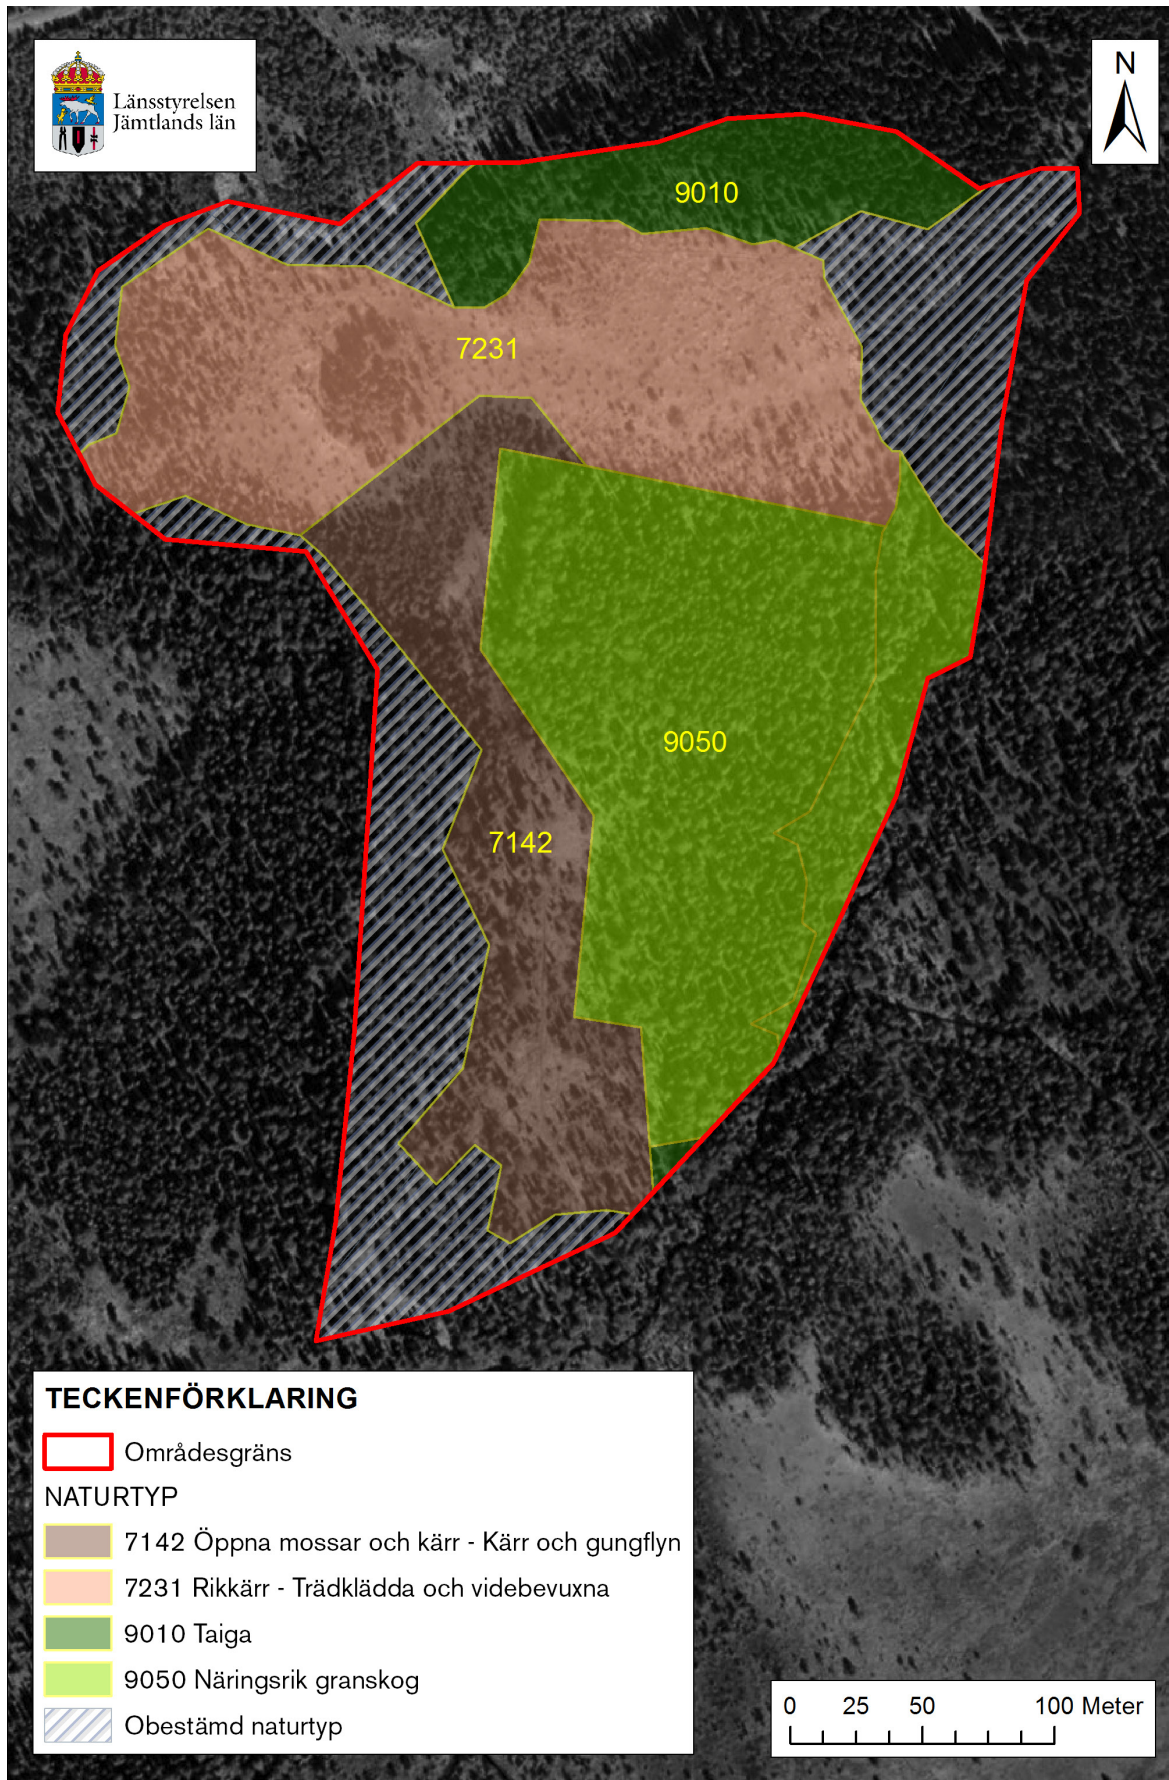 Länsstyrelsen
Jämtlands län
N
9010
7231
9050
7142
TECKENFÖRKLARING
Områdesgräns
NATURTYP
7142 Öppna mossar och kärr - Kärr och gungflyn
7231 Rikkärr - Trädklädda och videbevuxna
9010 Taiga
9050 Näringsrik granskog
Obestämd naturtyp
0 25 50 100 Meter